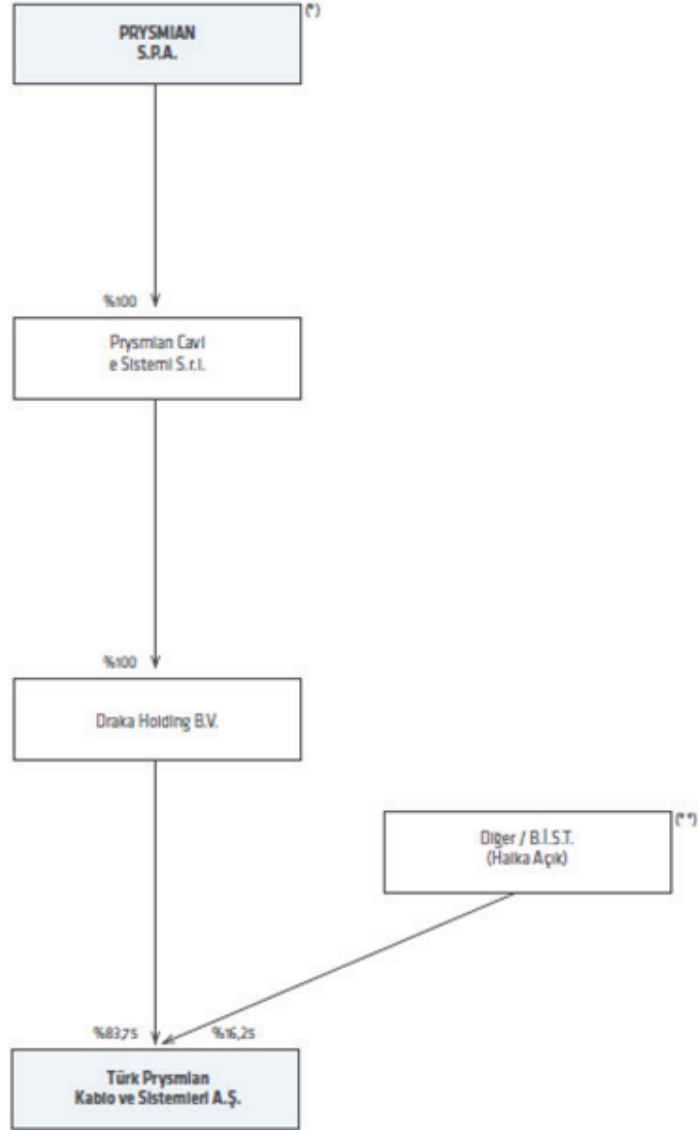 PRYSMIAN
S.P.A.
(*)
%100
Prysmian Cavi
e Sistemi S.r.l.
%100
Draka Holding B.V.
Diğer / B.İ.S.T.
(Halka Açık)
(**)
%83,75
%16,25
Türk Prysmian
Kablo ve Sistemleri A.Ş.